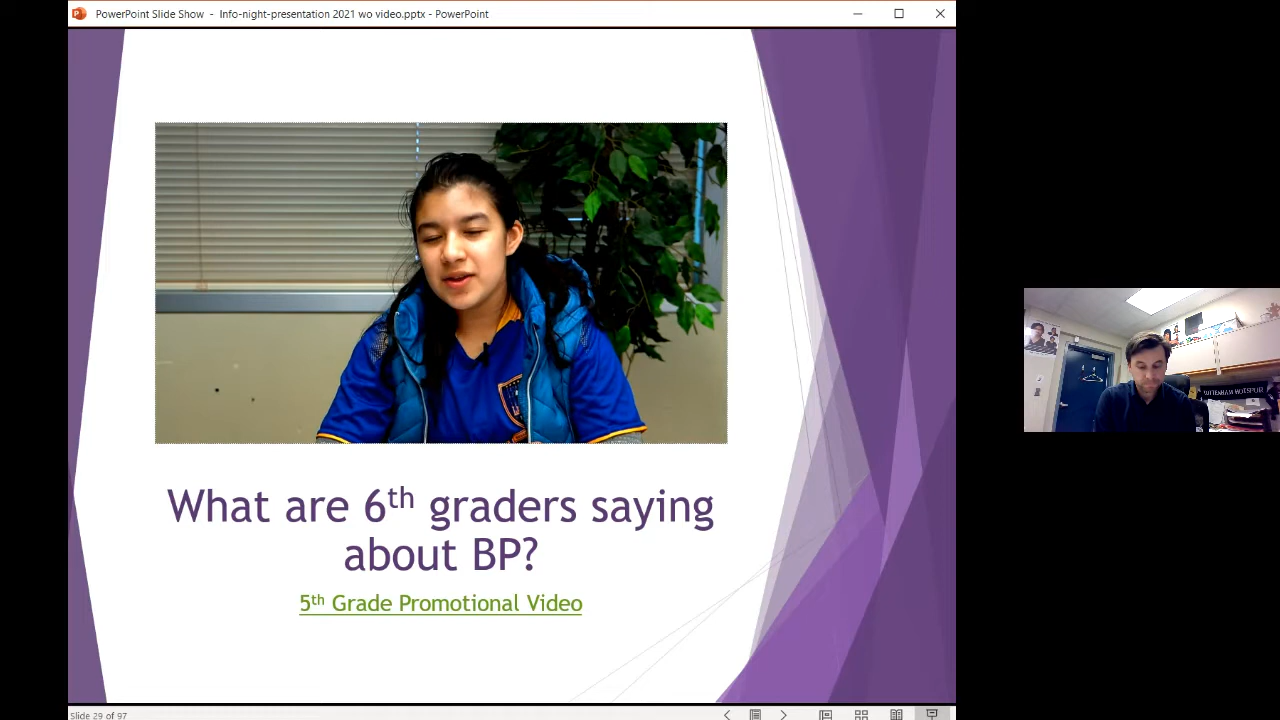 PowerPoint Slide Show - Info-night-presentation 2021 wo video.pptx - PowerPoint
What are 6th graders saying
about BP?
5th Grade Promotional Video
Slide 29 of 97